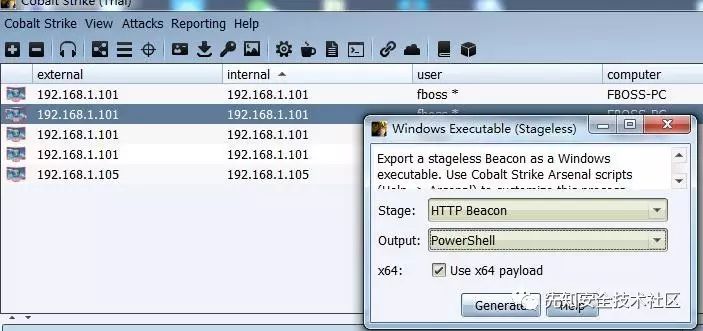 Cobalt Strike (Trial)
Cobalt Strike View Attacks Reporting Help
external internal user computer
192.168.1.101 192.168.1.101 fboss * FBOSS-PC
192.168.1.101 192.168.1.101 fboss * FBOSS-PC
192.168.1.101 192.168.1.101
192.168.1.101 192.168.1.101
192.168.1.105 192.168.1.105
Windows Executable (Stageless)
Export a stageless Beacon as a Windows
executable. Use Cobalt Strike Arsenal scripts
(Help -> Arsenal) to customize this process
Stage: HTTP Beacon
Output: PowerShell
x64: Use x64 payload
Generate Help
先知安全技术社区